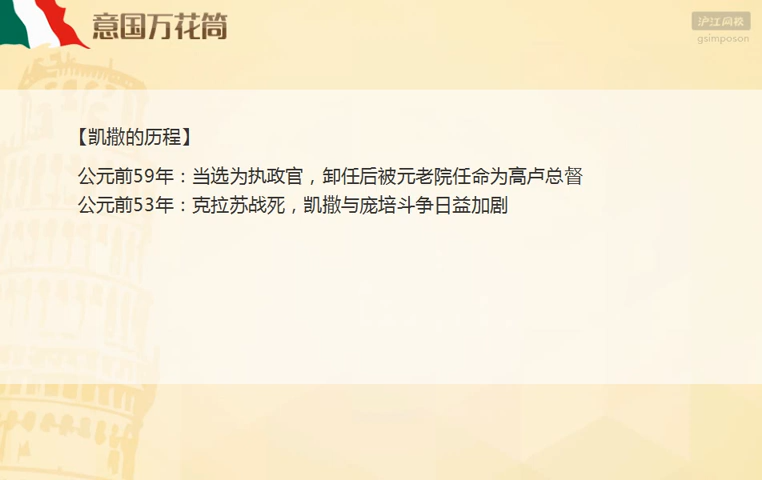 意国万花筒
沪江网校
gsimposon
【凯撒的历程】
公元前59年：当选为执政官，卸任后被元老院任命为高卢总督
公元前53年：克拉苏战死，凯撒与庞培斗争日益加剧